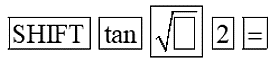 SHIFT tan √□ 2 =